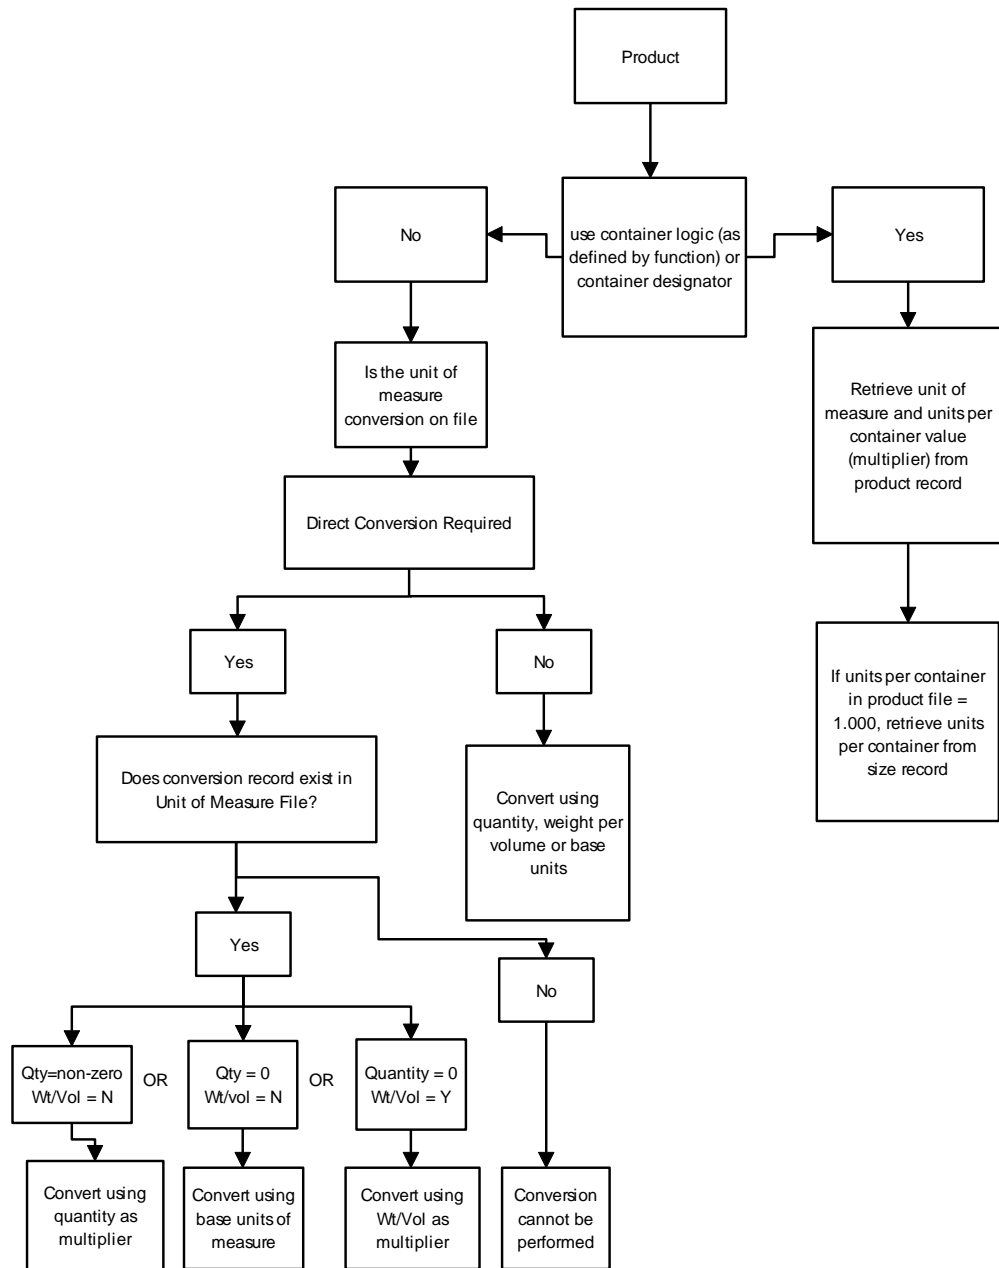 Product
No
use container logic (as
defined by function) or
container designator
Yes
Is the unit of
measure
conversion on file
Retrieve unit of
measure and units per
container value
(multiplier) from
product record
Direct Conversion Required
Yes
No
If units per container
in product file =
1.000, retrieve units
per container from
size record
Does conversion record exist in
Unit of Measure File?
Convert using
quantity, weight per
volume or base
units
Yes
No
Qty=non-zero
Wt/Vol = N
OR
Qty = 0
Wt/vol = N
OR
Quantity = 0
Wt/Vol = Y
Convert using
quantity as
multiplier
Convert using
base units of
measure
Convert using
Wt/Vol as
multiplier
Conversion
cannot be
performed